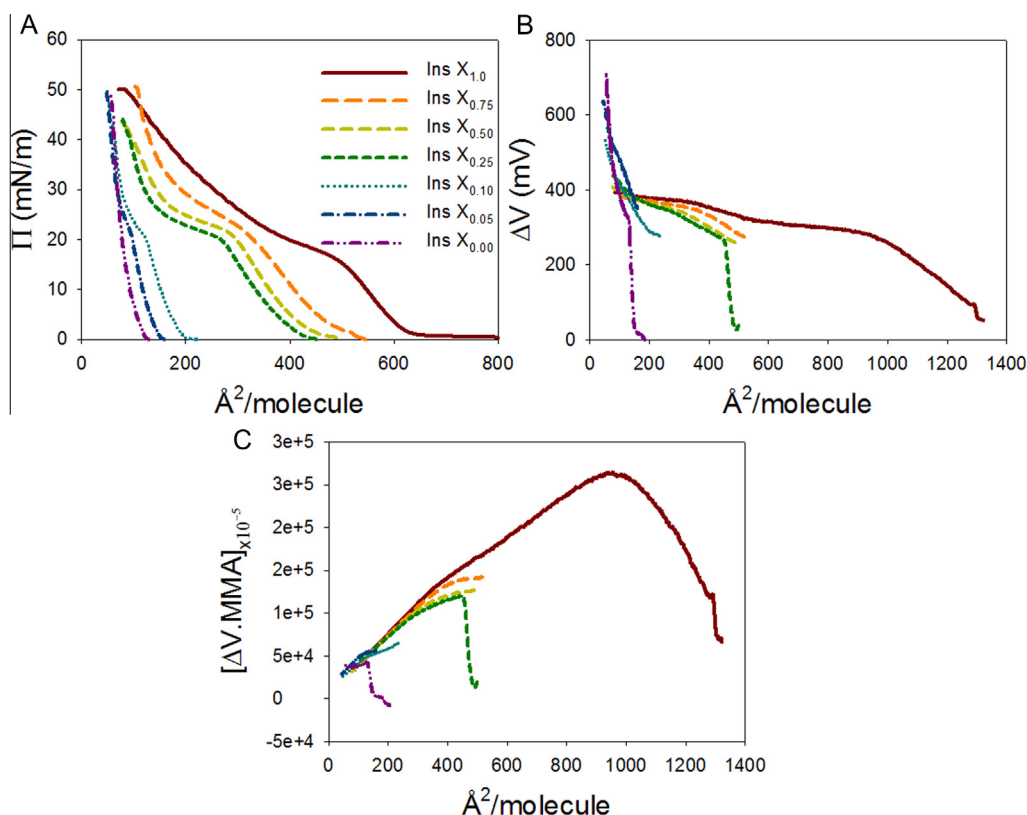 A
Π (mN/m)
60
50
40
30
20
10
0
0 200 400 600 800
Å²/molecule
Ins X₁.₀
Ins X₀.₇₅
Ins X₀.₅₀
Ins X₀.₂₅
Ins X₀.₁₀
Ins X₀.₀₅
Ins X₀.₀₀
B
ΔV (mV)
800
600
400
200
0
0 200 400 600 800 1000 1200 1400
Å²/molecule
C
[ΔV.MMA]x10⁻⁵
3e+5
3e+5
2e+5
2e+5
1e+5
5e+4
0
-5e+4
0 200 400 600 800 1000 1200 1400
Å²/molecule